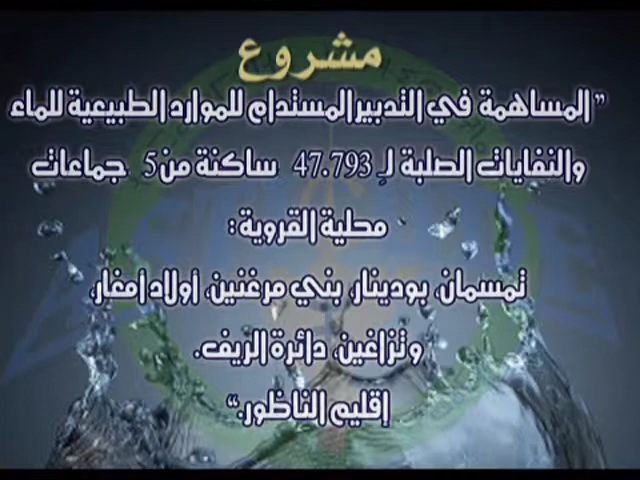 مشروع
"المساهمة في التدبير المستدام للموارد الطبيعية للماء
والنفايات الصلبة لـِ 47.793 ساكنة من 5 جماعات
محلية القروية :
تمسمان، بودينار، بني مرغنين، أولاد أمغار،
وتزاغين، دائرة الريف.
إقليم الناظور."